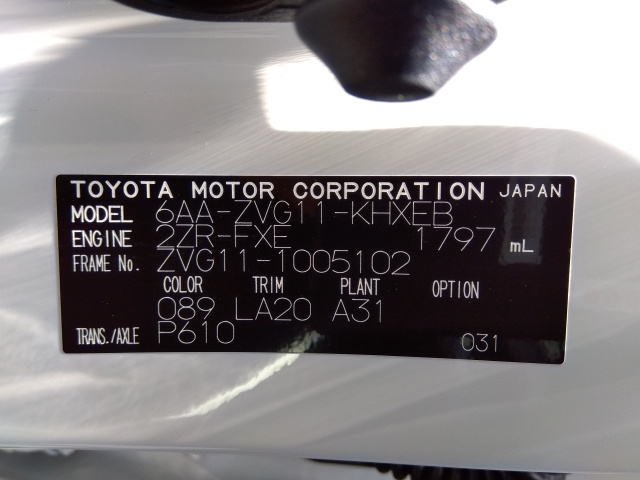 TOYOTA MOTOR CORPORATION JAPAN
MODEL 6AA-ZVG11-KHXEB
ENGINE 2ZR-FXE 1797 mL
FRAME No. ZVG11-1005102
COLOR TRIM PLANT OPTION
089 LA20 A31
TRANS./AXLE P610 031